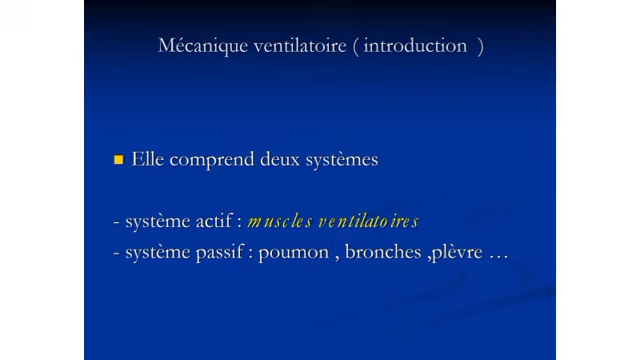 Mécanique ventilatoire ( introduction )
Elle comprend deux systèmes
- système actif : muscles ventilatoires
- système passif : poumon , bronches ,plèvre …